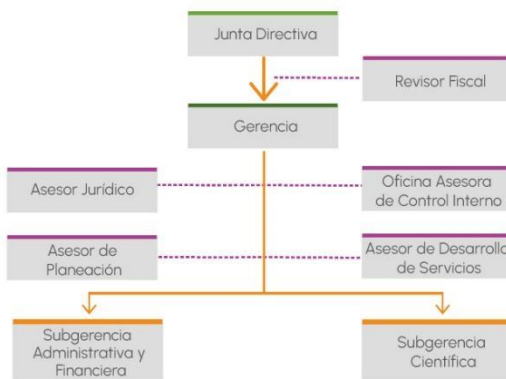 Junta Directiva
Revisor Fiscal
Gerencia
Asesor Jurídico
Oficina Asesora
de Control Interno
Asesor de
Planeación
Asesor de Desarrollo
de Servicios
Subgerencia
Administrativa y
Financiera
Subgerencia
Científica